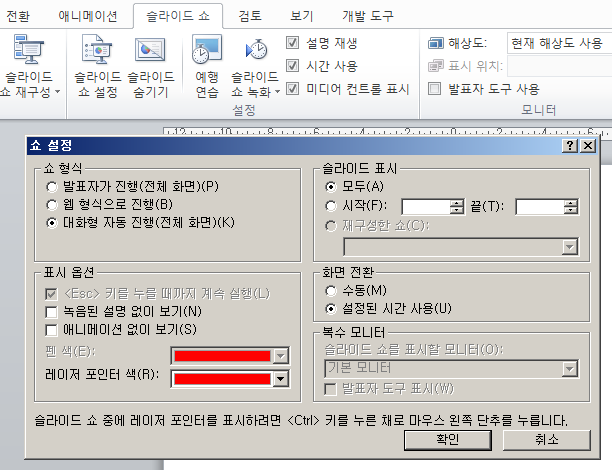 전환 애니메이션 슬라이드 쇼 검토 보기 개발 도구
슬라이드 쇼 재구성
슬라이드 쇼 설정
슬라이드 숨기기
예행 연습
슬라이드 쇼 녹화
설명 재생
시간 사용
미디어 컨트롤 표시
설정
해상도: 현재 해상도 사용
표시 위치:
발표자 도구 사용
모니터
12 10 8 6 4 2 0 2 4 6
쇼 설정
쇼 형식
발표자가 진행(전체 화면)(P)
웹 형식으로 진행(B)
대화형 자동 진행(전체 화면)(K)
슬라이드 표시
모두(A)
시작(F): 끝(T):
재구성한 쇼(C):
표시 옵션
<Esc> 키를 누를 때까지 계속 실행(L)
녹음된 설명 없이 보기(N)
애니메이션 없이 보기(S)
펜 색(E):
레이저 포인터 색(R):
화면 전환
수동(M)
설정된 시간 사용(U)
복수 모니터
슬라이드 쇼를 표시할 모니터(O):
기본 모니터
발표자 도구 표시(W)
슬라이드 쇼 중에 레이저 포인터를 표시하려면 <Ctrl> 키를 누른 채로 마우스 왼쪽 단추를 누릅니다.
확인 취소